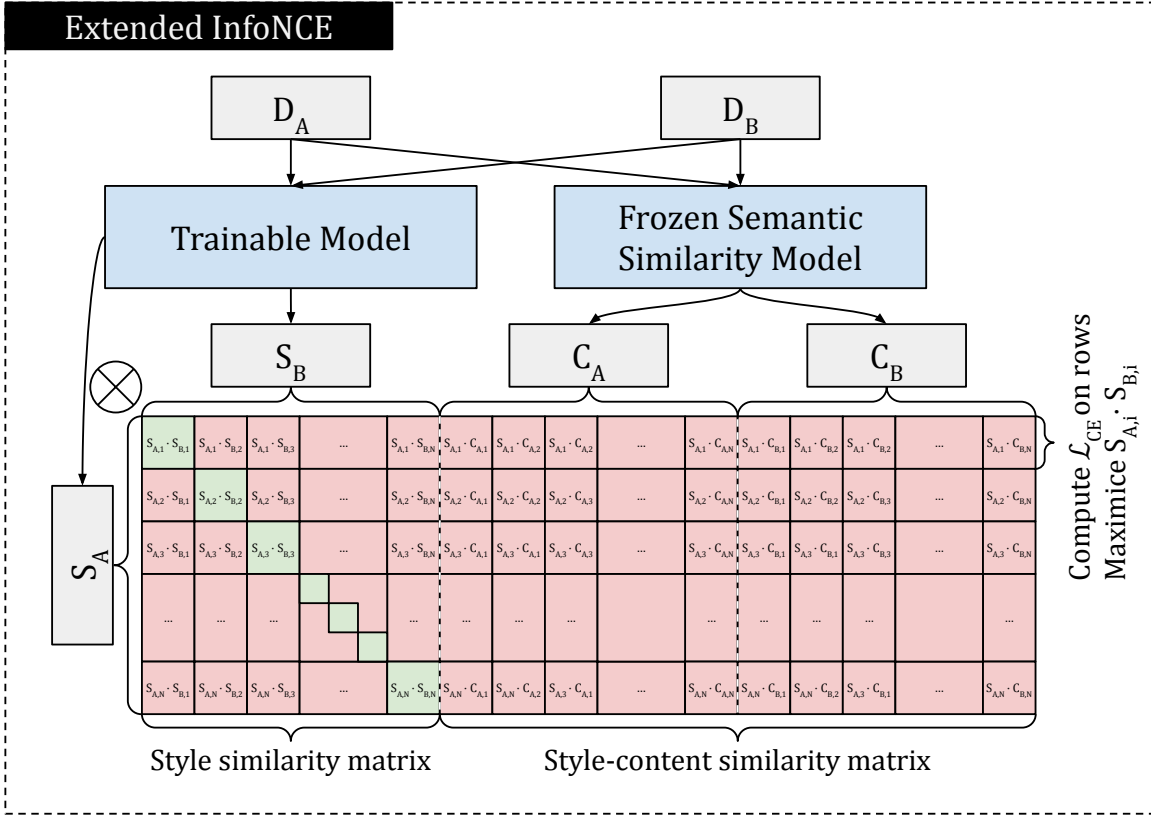 Extended InfoNCE
D_A
D_B
Trainable Model
Frozen Semantic
Similarity Model
S_B
C_A
C_B
S_A
S_A,1 · S_B,1 S_A,1 · S_B,2 S_A,1 · S_B,3 ... S_A,1 · S_B,N S_A,1 · C_A,1 S_A,1 · C_A,2 S_A,1 · C_A,2 ... S_A,1 · C_A,N S_A,1 · C_B,1 S_A,1 · C_B,2 S_A,1 · C_B,2 ... S_A,1 · C_B,N
S_A,2 · S_B,1 S_A,2 · S_B,2 S_A,2 · S_B,3 ... S_A,2 · S_B,N S_A,2 · C_A,1 S_A,2 · C_A,2 S_A,2 · C_A,3 ... S_A,2 · C_A,N S_A,2 · C_B,1 S_A,2 · C_B,2 S_A,2 · C_B,3 ... S_A,2 · C_B,N
S_A,3 · S_B,1 S_A,3 · S_B,2 S_A,3 · S_B,3 ... S_A,3 · S_B,N S_A,3 · C_A,1 S_A,3 · C_A,1 S_A,3 · C_A,3 ... S_A,3 · C_A,N S_A,3 · C_B,1 S_A,3 · C_B,1 S_A,3 · C_B,3 ... S_A,3 · C_B,N
... ... ... ... ... ... ... ... ... ... ... ...
S_A,N · S_B,1 S_A,N · S_B,2 S_A,N · S_B,3 ... S_A,N · S_B,N S_A,N · C_A,1 S_A,N · C_A,2 S_A,3 · C_A,1 ... S_A,N · C_A,N S_A,N · C_B,1 S_A,N · C_B,2 S_A,3 · C_B,1 ... S_A,N · C_B,N
Compute ℒ_CE on rows
Maximice S_A,i · S_B,i
Style similarity matrix
Style-content similarity matrix